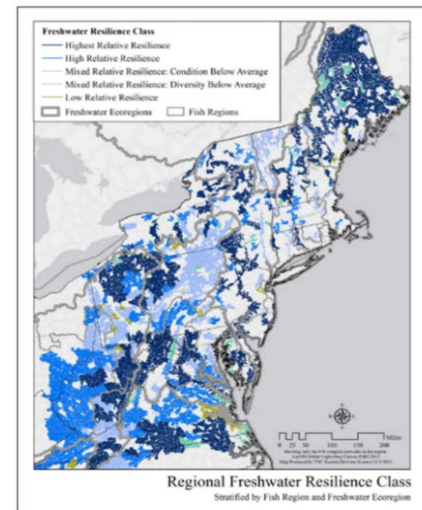 Freshwater Resilience Class
Highest Relative Resilience
High Relative Resilience
Mixed Relative Resilience: Condition Below Average
Mixed Relative Resilience: Diversity Below Average
Low Relative Resilience
Freshwater Ecoregions Fish Regions
Miles
0 25 50 100 150 200
Regional Freshwater Resilience Class
Stratified by Fish Region and Freshwater Ecoregion